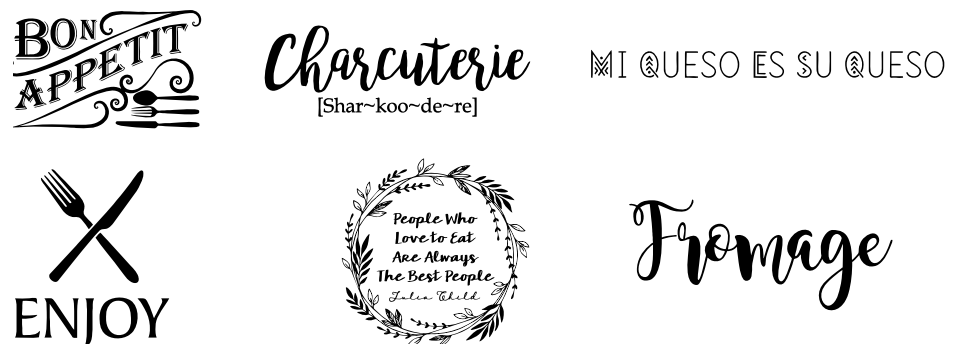 Bon
Appetit
Charcuterie
[Shar~koo~de~re]
Mi Queso Es Su Queso
ENJOY
People Who
Love to Eat
Are Always
The Best People
Julia Child
Fromage